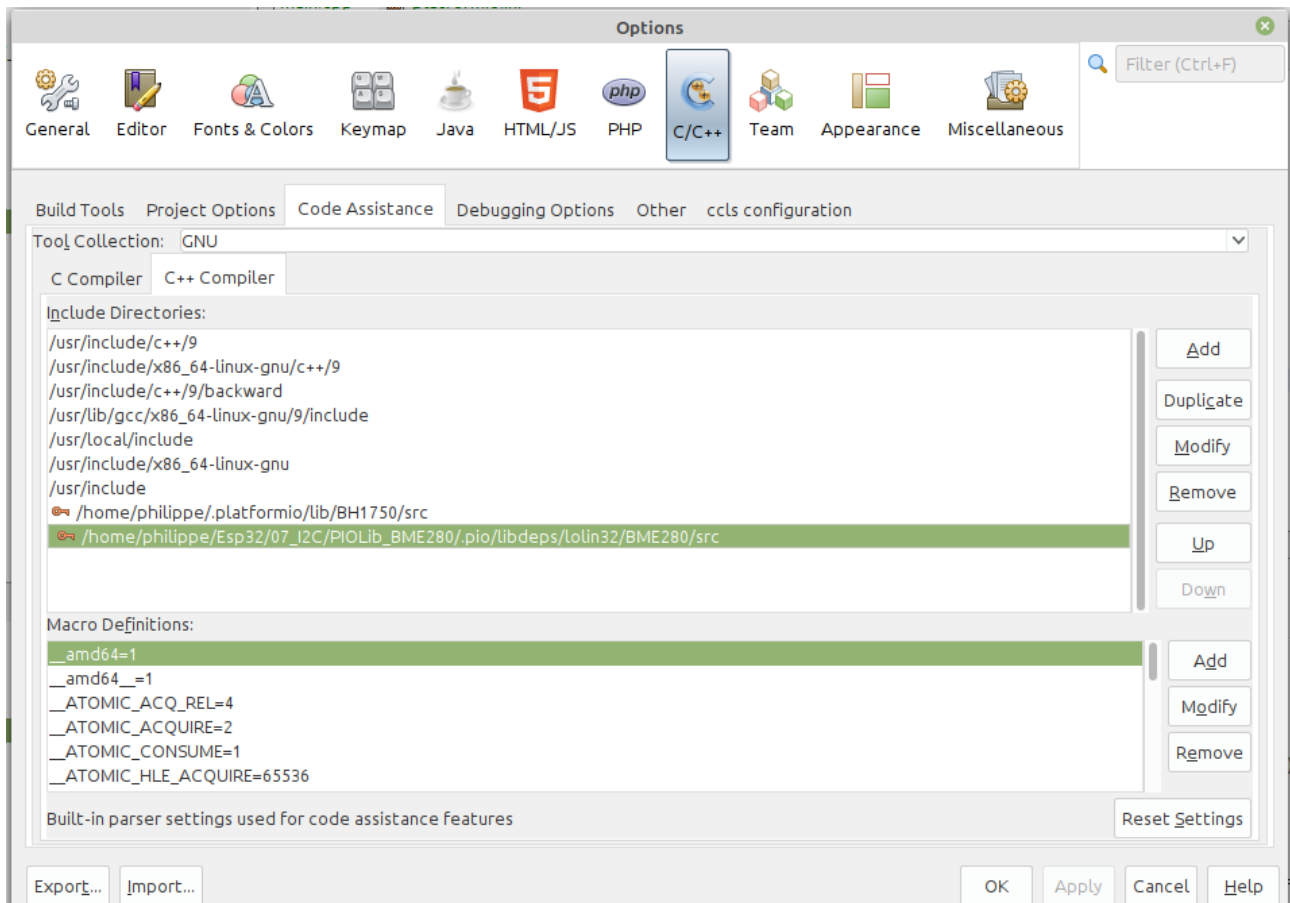 Options
Filter (Ctrl+F)
General Editor Fonts & Colors Keymap Java HTML/JS PHP C/C++ Team Appearance Miscellaneous
php
Build Tools Project Options Code Assistance Debugging Options Other ccls configuration
Tool Collection: GNU
C Compiler C++ Compiler
Include Directories:
/usr/include/c++/9
/usr/include/x86_64-linux-gnu/c++/9
/usr/include/c++/9/backward
/usr/lib/gcc/x86_64-linux-gnu/9/include
/usr/local/include
/usr/include/x86_64-linux-gnu
/usr/include
/home/philippe/.platformio/lib/BH1750/src
/home/philippe/Esp32/07_I2C/PIOLib_BME280/.pio/libdeps/lolin32/BME280/src
Add
Duplicate
Modify
Remove
Up
Down
Macro Definitions:
__amd64=1
__amd64__=1
__ATOMIC_ACQ_REL=4
__ATOMIC_ACQUIRE=2
__ATOMIC_CONSUME=1
__ATOMIC_HLE_ACQUIRE=65536
Add
Modify
Remove
Built-in parser settings used for code assistance features
Reset Settings
Export... Import... OK Apply Cancel Help